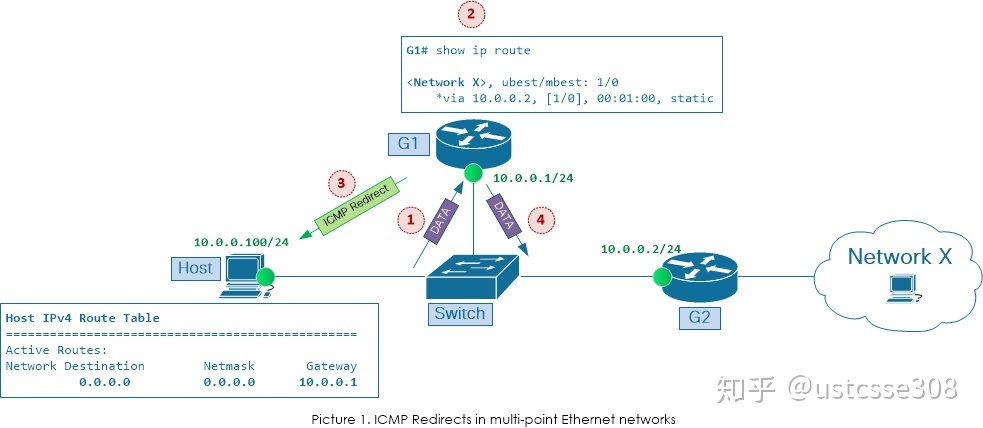 2
G1# show ip route
<Network X>, ubest/mbest: 1/0
*via 10.0.0.2, [1/0], 00:01:00, static
G1
10.0.0.1/24
3
ICMP Redirect
1
DATA
DATA
4
10.0.0.100/24
10.0.0.2/24
Host
Network X
Switch
G2
Host IPv4 Route Table
=================================================
Active Routes:
Network Destination Netmask Gateway
0.0.0.0 0.0.0.0 10.0.0.1
知乎 @ustcsse308
Picture 1. ICMP Redirects in multi-point Ethernet networks